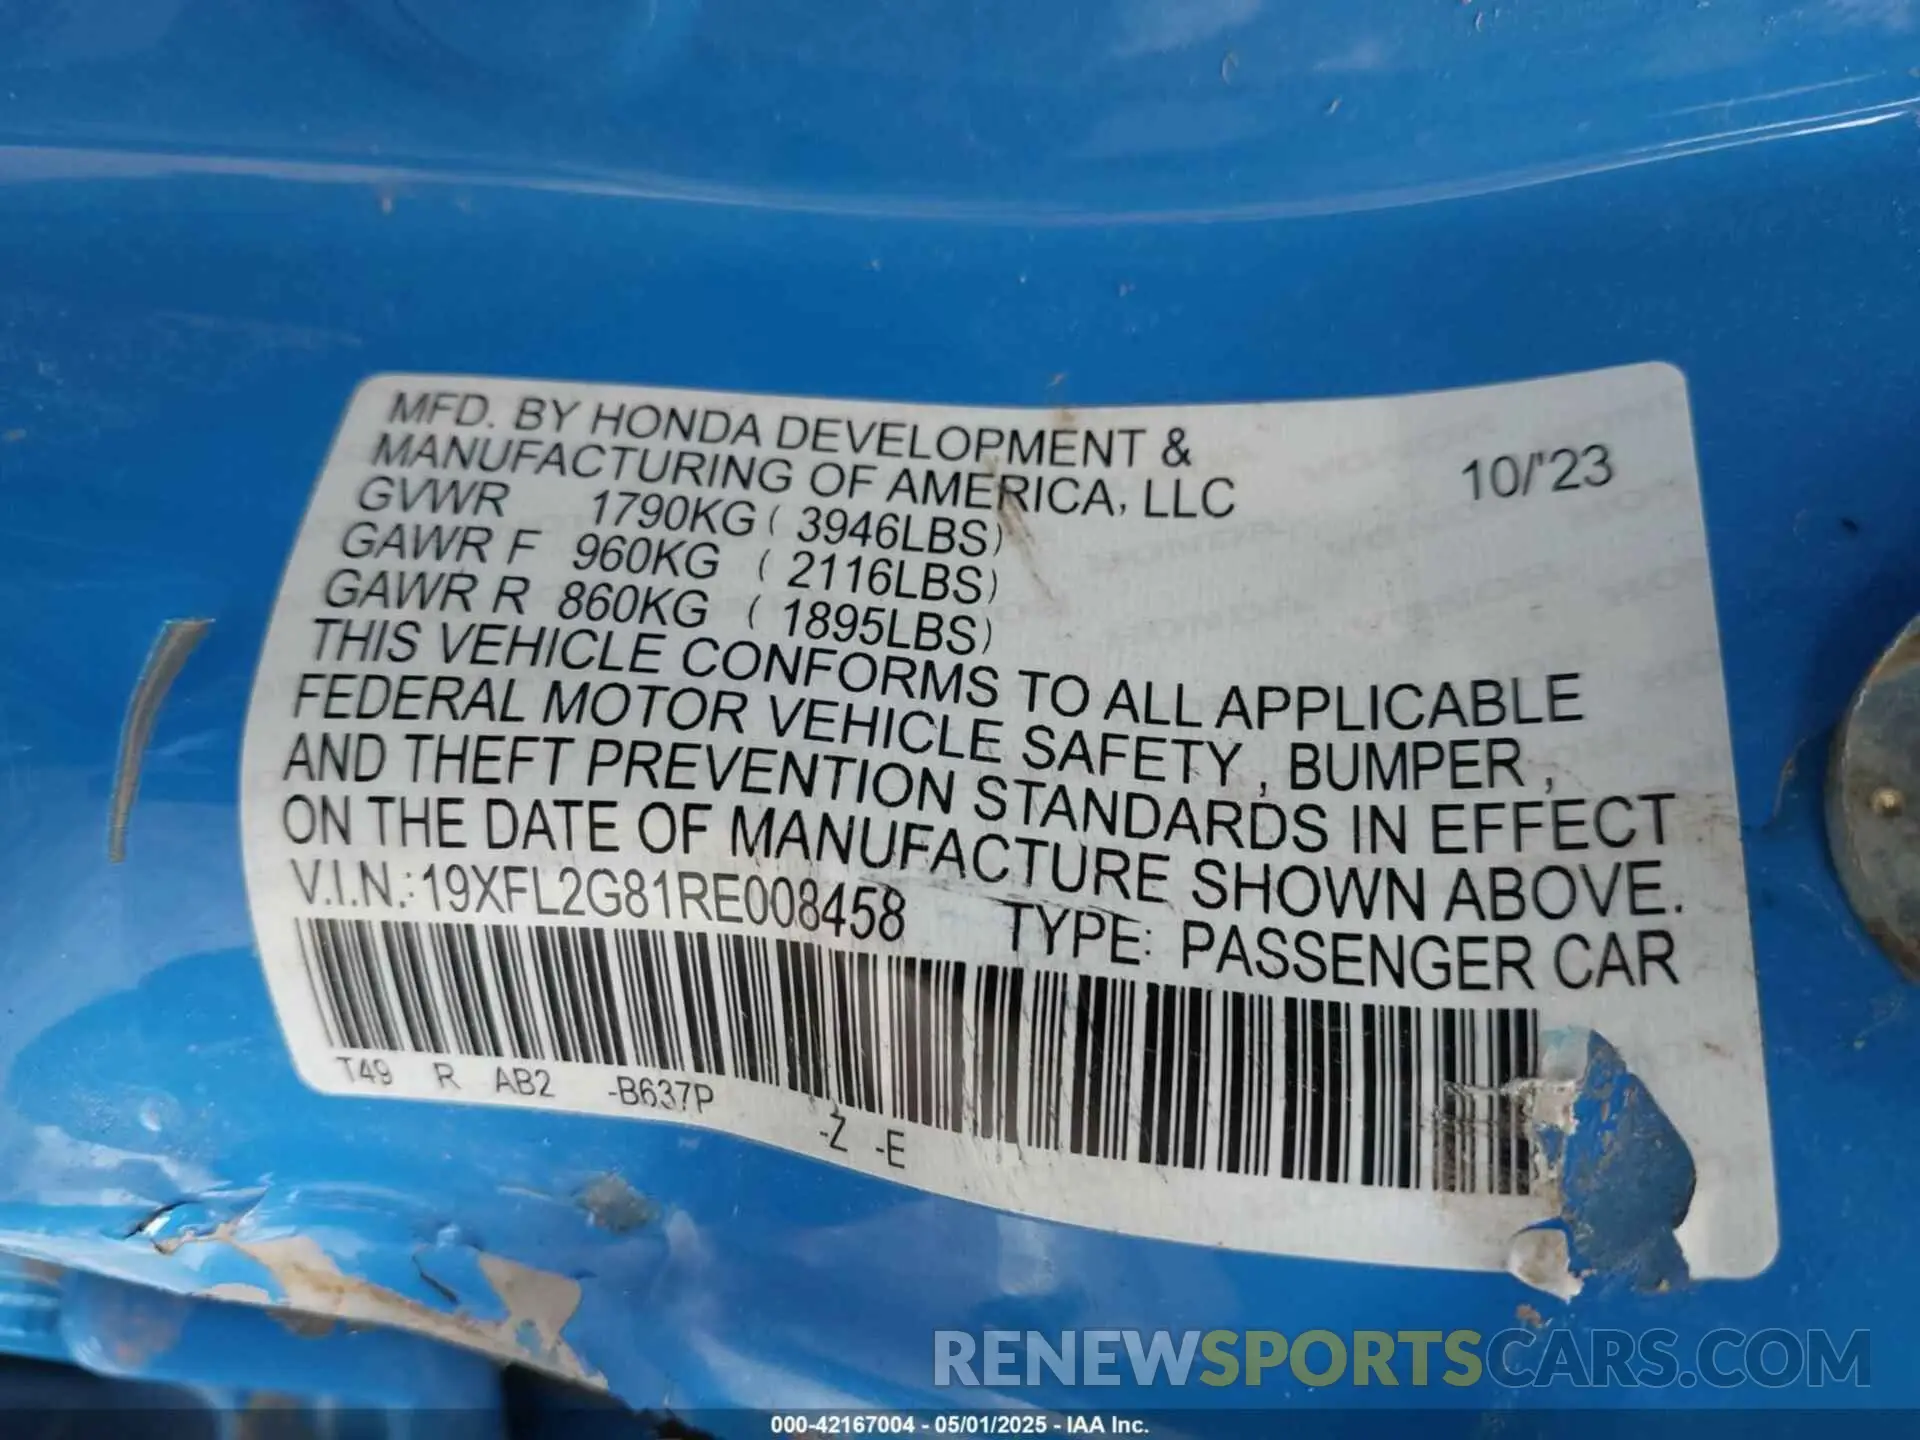 MFD. BY HONDA DEVELOPMENT &
MANUFACTURING OF AMERICA, LLC 10/'23
GVWR 1790KG ( 3946LBS)
GAWR F 960KG ( 2116LBS)
GAWR R 860KG ( 1895LBS)
THIS VEHICLE CONFORMS TO ALL APPLICABLE
FEDERAL MOTOR VEHICLE SAFETY , BUMPER ,
AND THEFT PREVENTION STANDARDS IN EFFECT
ON THE DATE OF MANUFACTURE SHOWN ABOVE.
V.I.N.: 19XFL2G81RE008458 TYPE: PASSENGER CAR
T49 R AB2 -B637P -Z -E
RENEWSPORTSCARS.COM
000-42167004 - 05/01/2025 - IAA Inc.